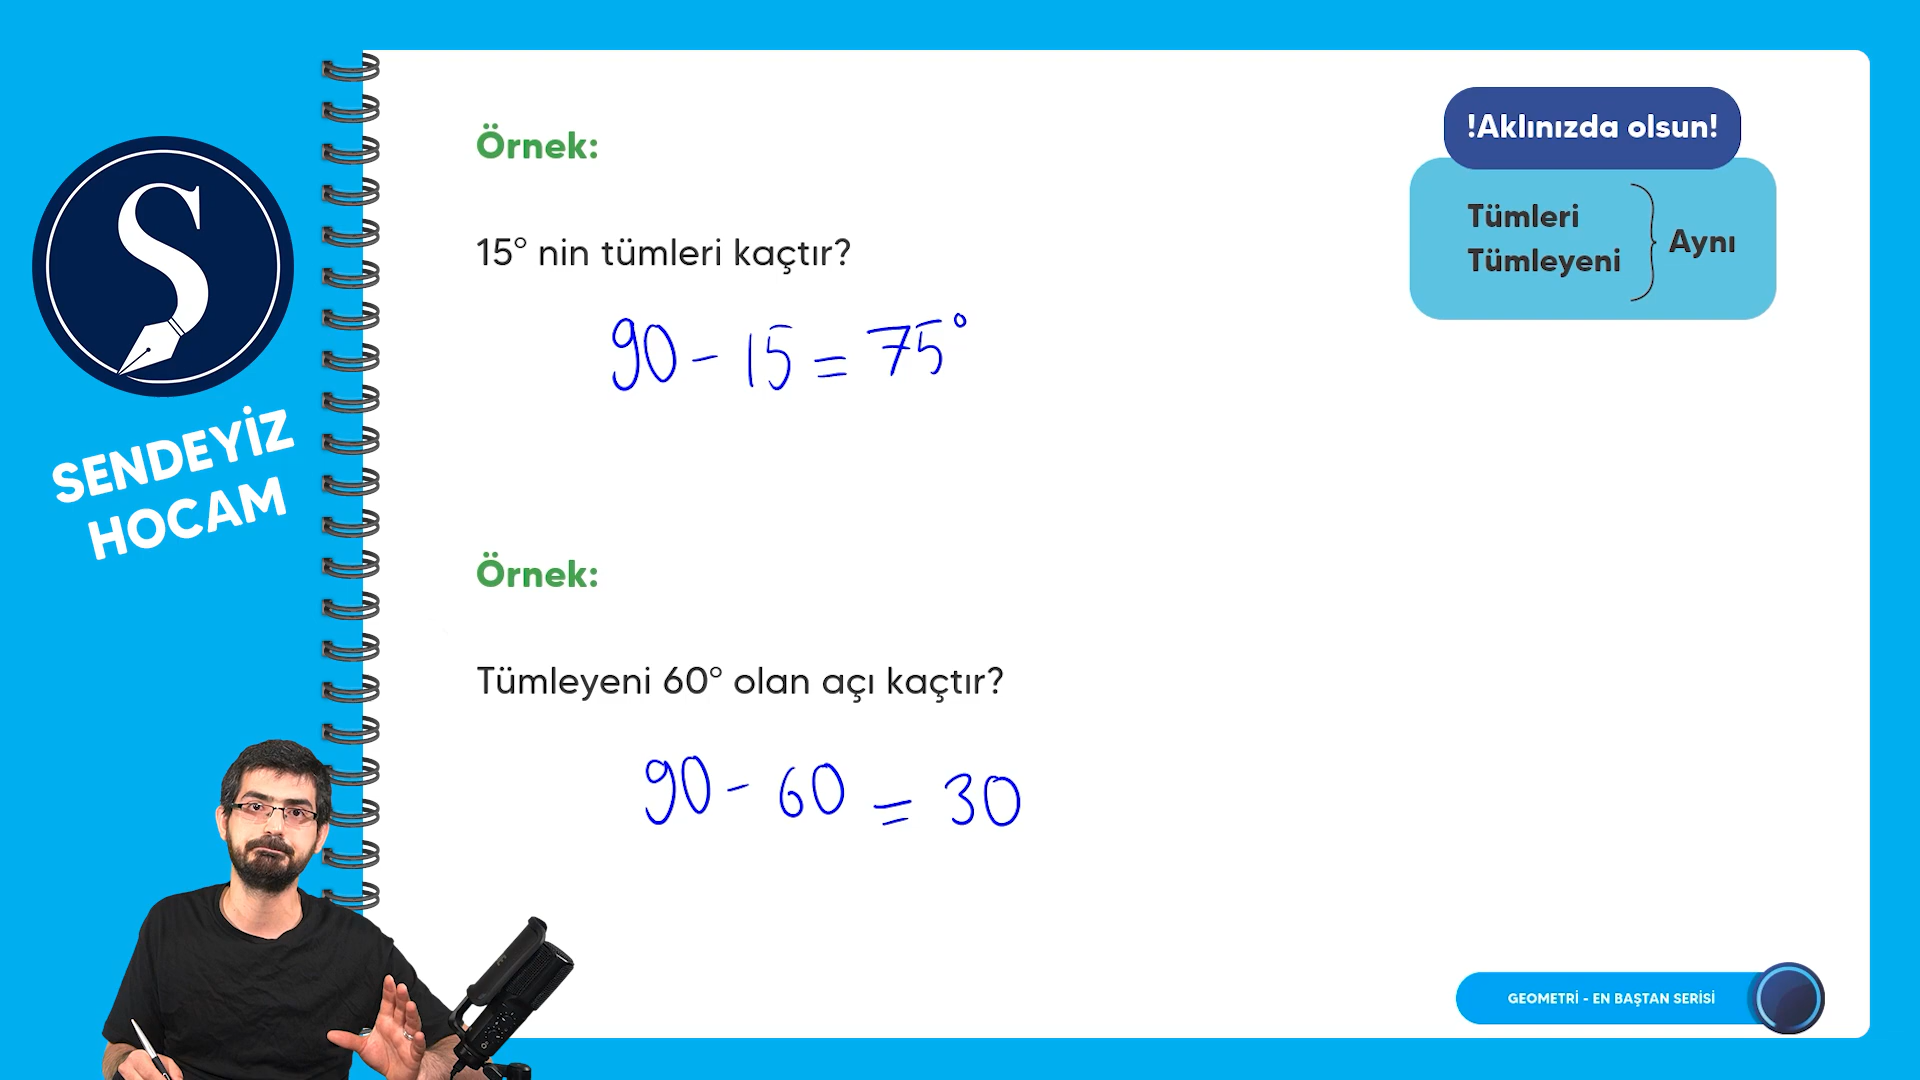 SENDEYİZ
HOCAM
Örnek:
15° nin tümleri kaçtır?
90 - 15 = 75°
Örnek:
Tümleyeni 60° olan açı kaçtır?
90 - 60 = 30
!Aklınızda olsun!
Tümleri
Tümleyeni
Aynı
GEOMETRİ - EN BAŞTAN SERİSİ